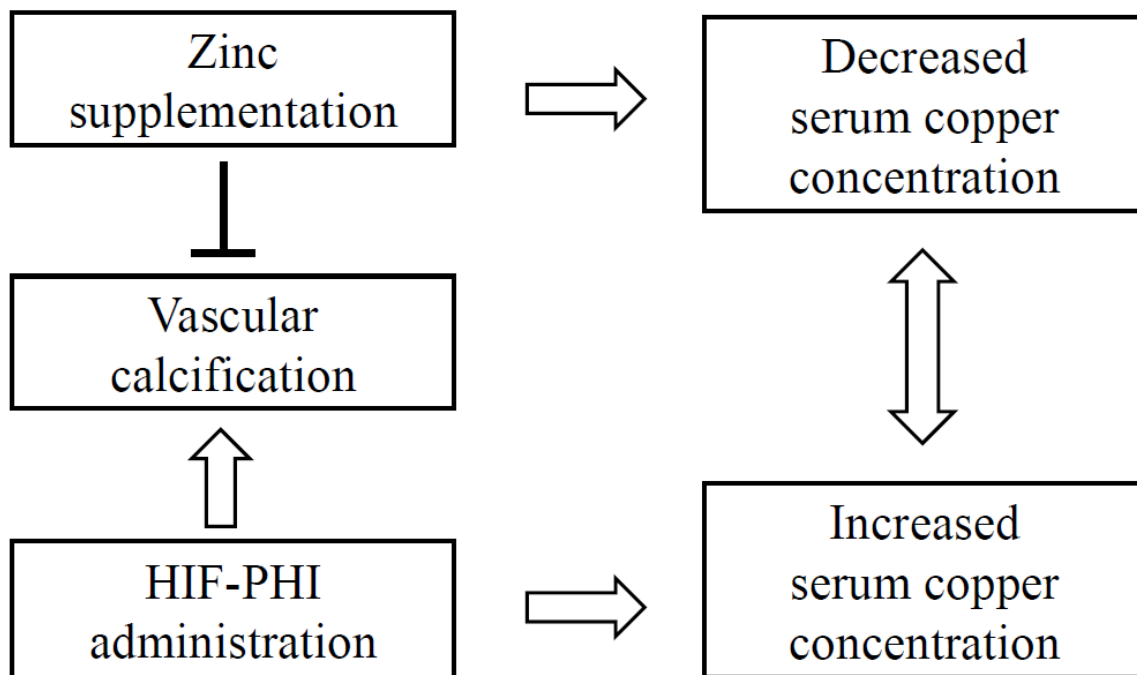 Zinc
supplementation
Decreased
serum copper
concentration
Vascular
calcification
HIF-PHI
administration
Increased
serum copper
concentration